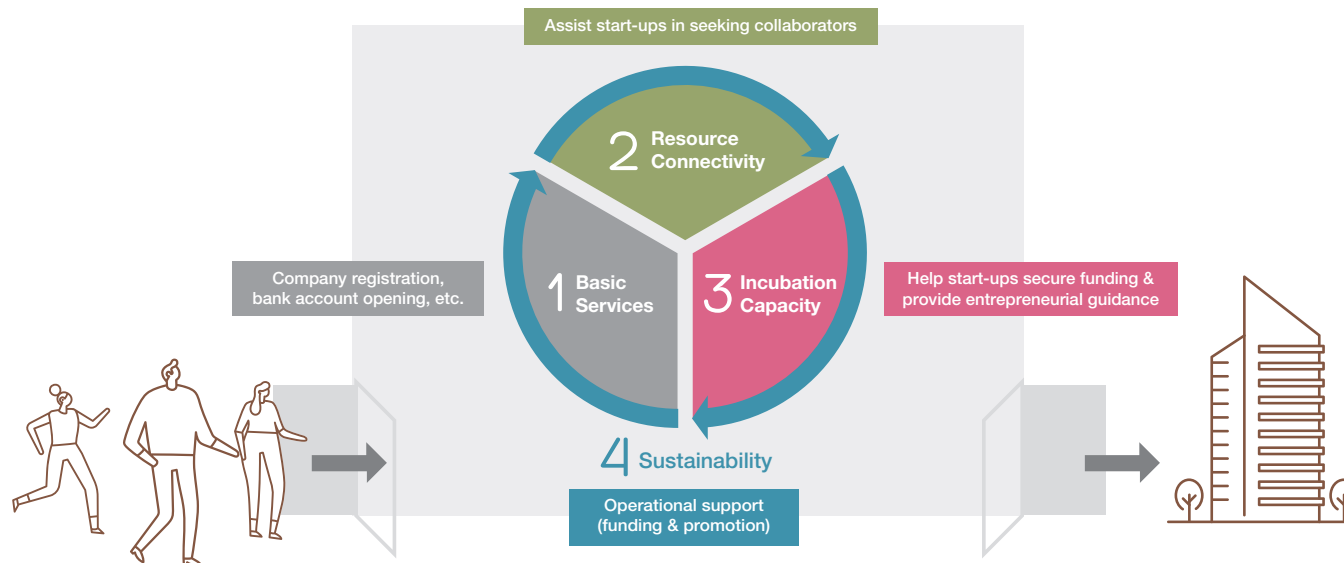 Assist start-ups in seeking collaborators
2 Resource
Connectivity
Company registration,
bank account opening, etc.
1 Basic
Services
3 Incubation
Capacity
Help start-ups secure funding &
provide entrepreneurial guidance
4 Sustainability
Operational support
(funding & promotion)